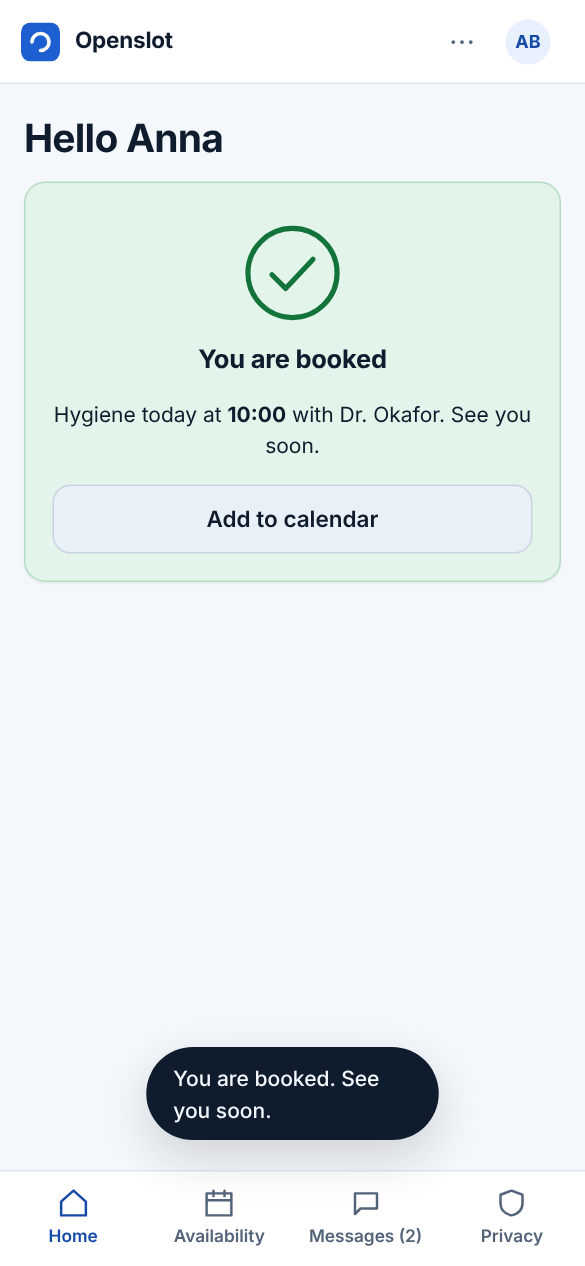 Openslot
AB
Hello Anna
You are booked
Hygiene today at 10:00 with Dr. Okafor. See you
soon.
Add to calendar
You are booked. See
you soon.
Home
Availability
Messages (2)
Privacy